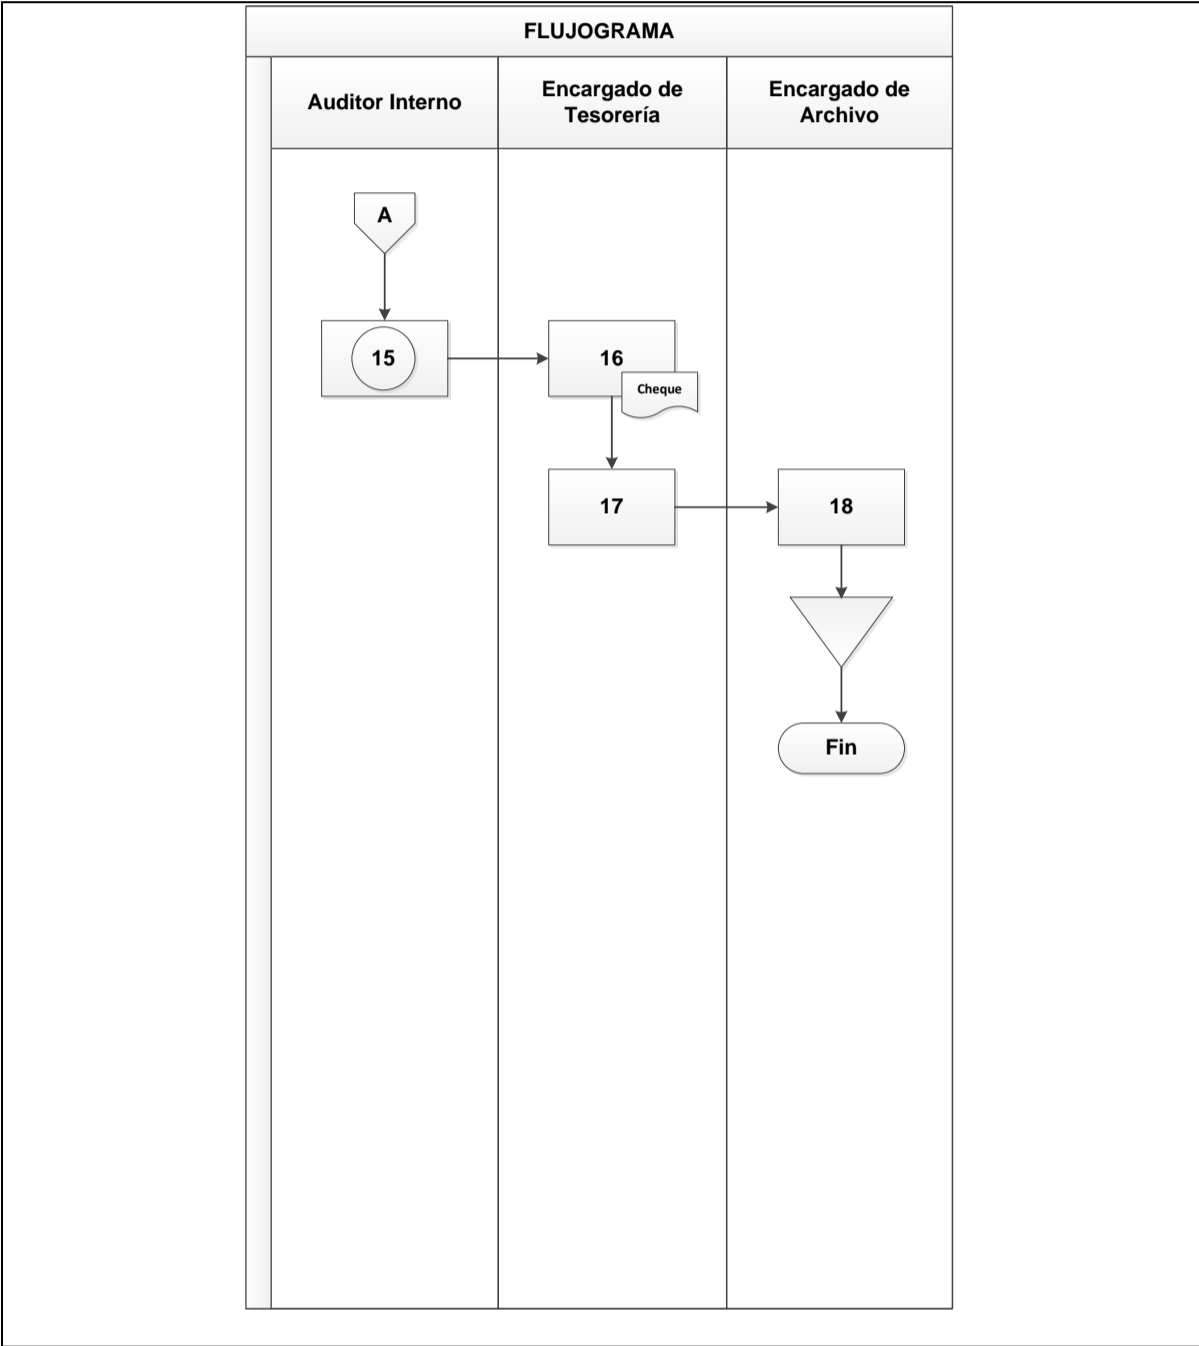 FLUJOGRAMA
Auditor Interno
Encargado de
Tesorería
Encargado de
Archivo
A
15
16
Cheque
17
18
Fin